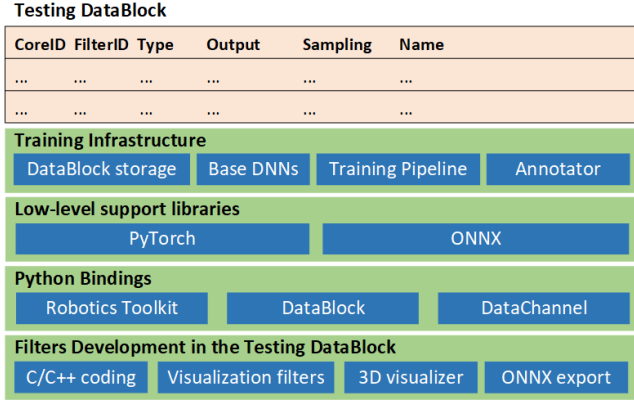 Testing DataBlock
CoreID FilterID Type Output Sampling Name
... ... ... ... ... ...
... ... ... ... ... ...
Training Infrastructure
DataBlock storage Base DNNs Training Pipeline Annotator
Low-level support libraries
PyTorch ONNX
Python Bindings
Robotics Toolkit DataBlock DataChannel
Filters Development in the Testing DataBlock
C/C++ coding Visualization filters 3D visualizer ONNX export